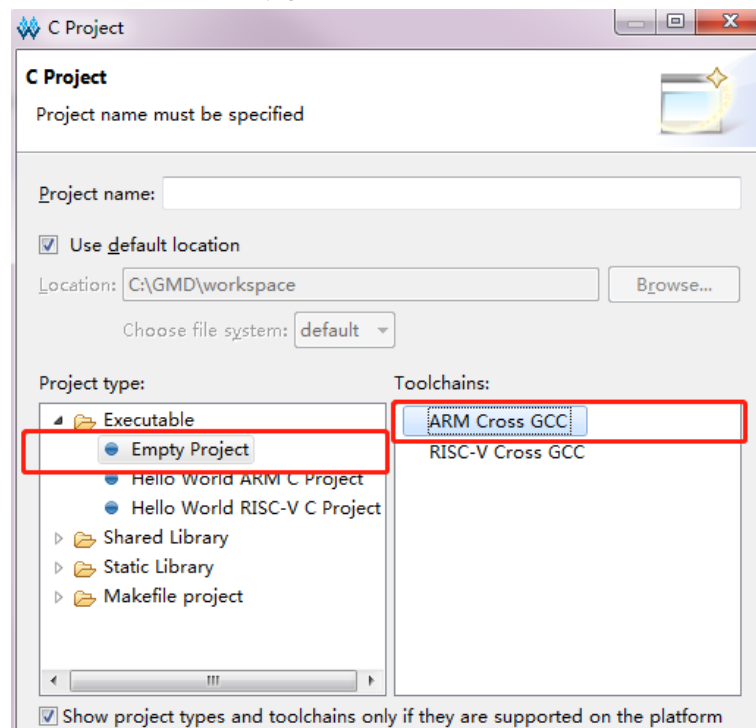 C Project
C Project
Project name must be specified
Project name:
Use default location
Location: C:\GMD\workspace Browse...
Choose file system: default
Project type: Toolchains:
Executable ARM Cross GCC
Empty Project RISC-V Cross GCC
Hello World ARM C Project
Hello World RISC-V C Project
Shared Library
Static Library
Makefile project
Show project types and toolchains only if they are supported on the platform